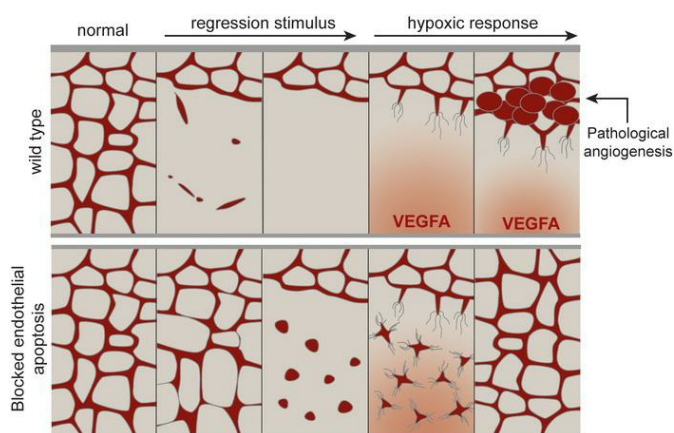 normal
regression stimulus
hypoxic response
wild type
VEGFA
VEGFA
Pathological
angiogenesis
Blocked endothelial
apoptosis